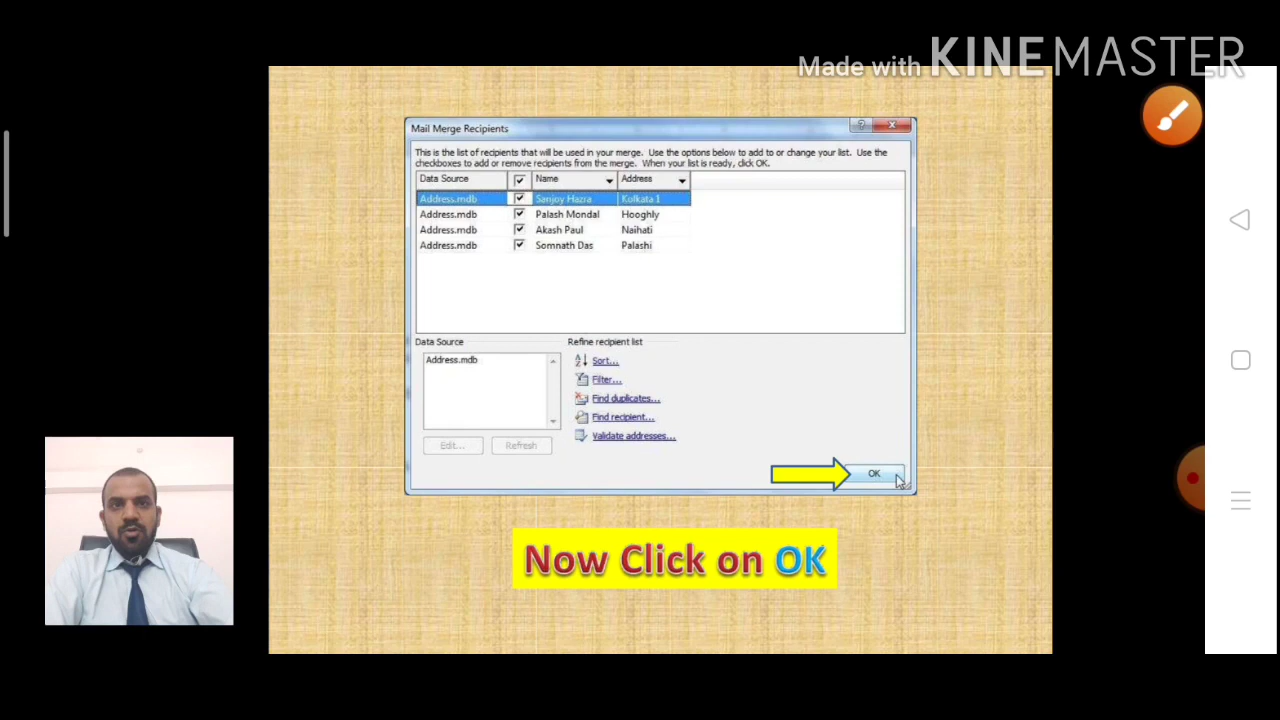 Made with KINEMASTER
Mail Merge Recipients
This is the list of recipients that will be used in your merge. Use the options below to add to or change your list. Use the
checkboxes to add or remove recipients from the merge. When your list is ready, click OK.
Data Source Name Address
Address.mdb Sanjoy Hazra Kolkata 1
Address.mdb Palash Mondal Hooghly
Address.mdb Akash Paul Naihati
Address.mdb Somnath Das Palashi
Data Source
Address.mdb
Edit... Refresh
Refine recipient list
Sort...
Filter...
Find duplicates...
Find recipient...
Validate addresses...
OK
Now Click on OK